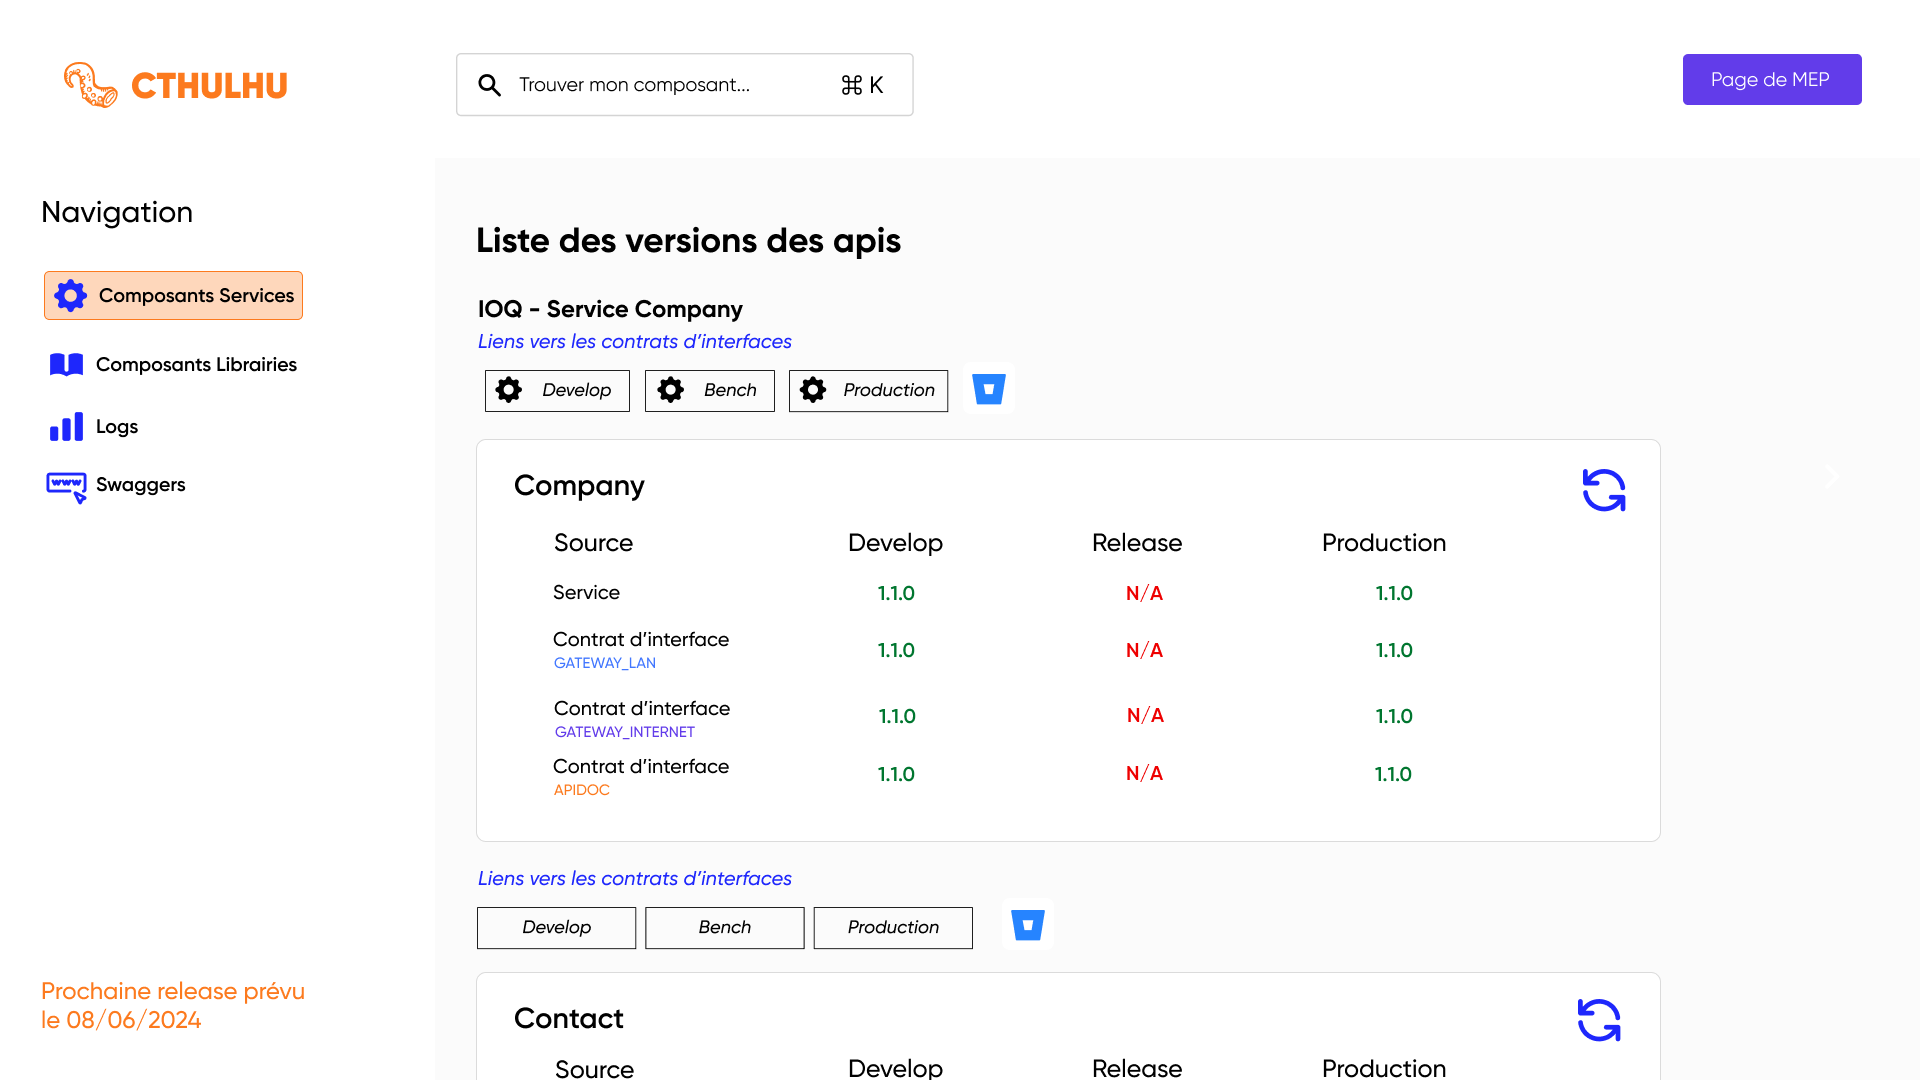 CTHULHU
Trouver mon composant...
⌘ K
Page de MEP
Navigation
Composants Services
Composants Librairies
Logs
www
Swaggers
Prochaine release prévu
le 08/06/2024
Liste des versions des apis
IOQ - Service Company
Liens vers les contrats d’interfaces
Develop Bench Production
Company
Source Develop Release Production
Service 1.1.0 N/A 1.1.0
Contrat d’interface 1.1.0 N/A 1.1.0
GATEWAY_LAN
Contrat d’interface 1.1.0 N/A 1.1.0
GATEWAY_INTERNET
Contrat d’interface 1.1.0 N/A 1.1.0
APIDOC
Liens vers les contrats d’interfaces
Develop Bench Production
Contact
Source Develop Release Production